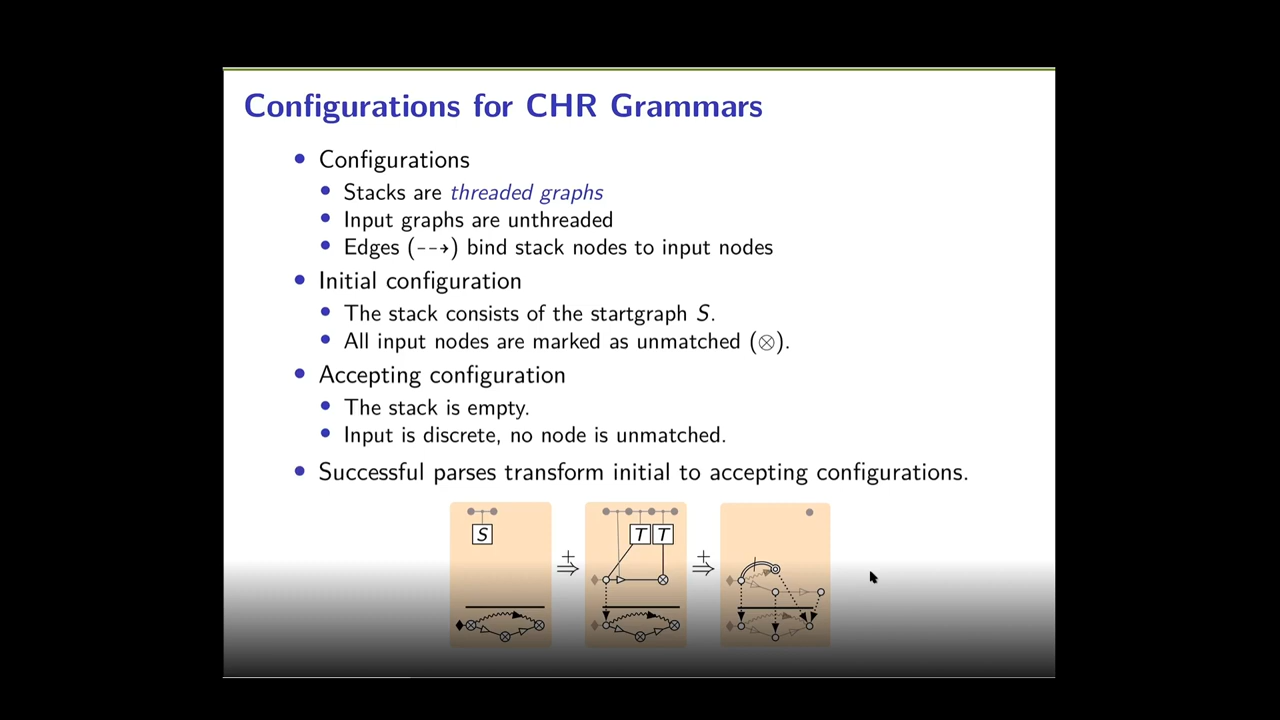 Configurations for CHR Grammars
• Configurations
• Stacks are threaded graphs
• Input graphs are unthreaded
• Edges (--→) bind stack nodes to input nodes
• Initial configuration
• The stack consists of the startgraph S.
• All input nodes are marked as unmatched (⊗).
• Accepting configuration
• The stack is empty.
• Input is discrete, no node is unmatched.
• Successful parses transform initial to accepting configurations.
S + ⇒ T T + ⇒